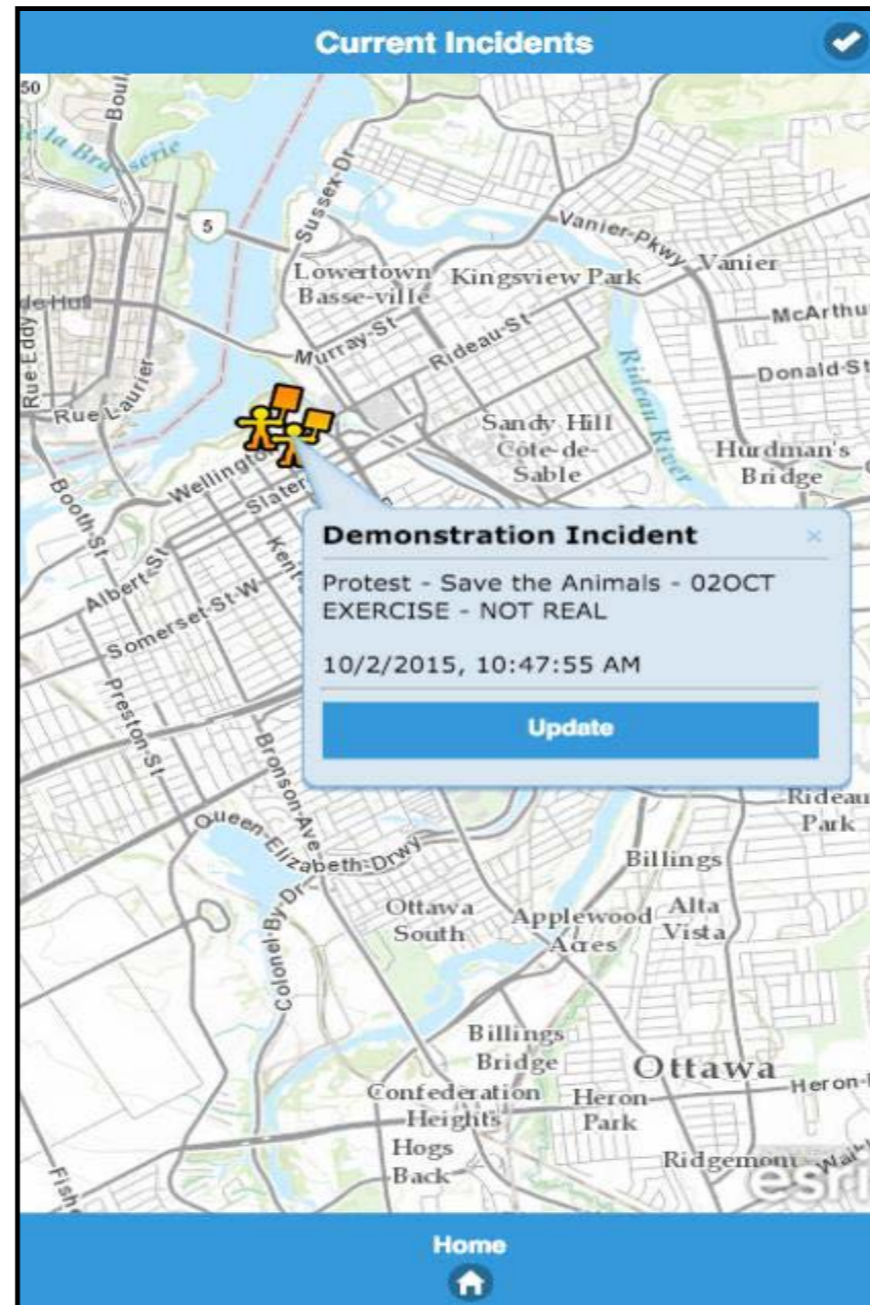 Current Incidents
50
Boul.
de la Brasserie
5
Sussex-Dr
Vanier-Pkwy
Vanier
Lowertown
Basse-ville
Kingsview Park
McArthu
Murray-St
Rideau-St
Rue-Eddy
Rue Laurier
Rideau River
Donald-St
Sandy Hill
Côte-de-
Sable
Hurdman's
Bridge
Wellington
Slater
Booth-St
Albert-St
Kent
Somerset-St-W
Demonstration Incident
×
Protest - Save the Animals - 02OCT
EXERCISE - NOT REAL
10/2/2015, 10:47:55 AM
Update
Preston-St
Bronson-Ave
Rideau
Park
Queen-Elizabeth-Drwy
Billings
Colonel-By-Dr
Ottawa
South
Applewood
Acres
Alta
Vista
Billings
Bridge
Ottawa
Confederation
Heights
Heron
Park
Heron-
Hogs
Back
Ridgemont
Fishe
esri
Home